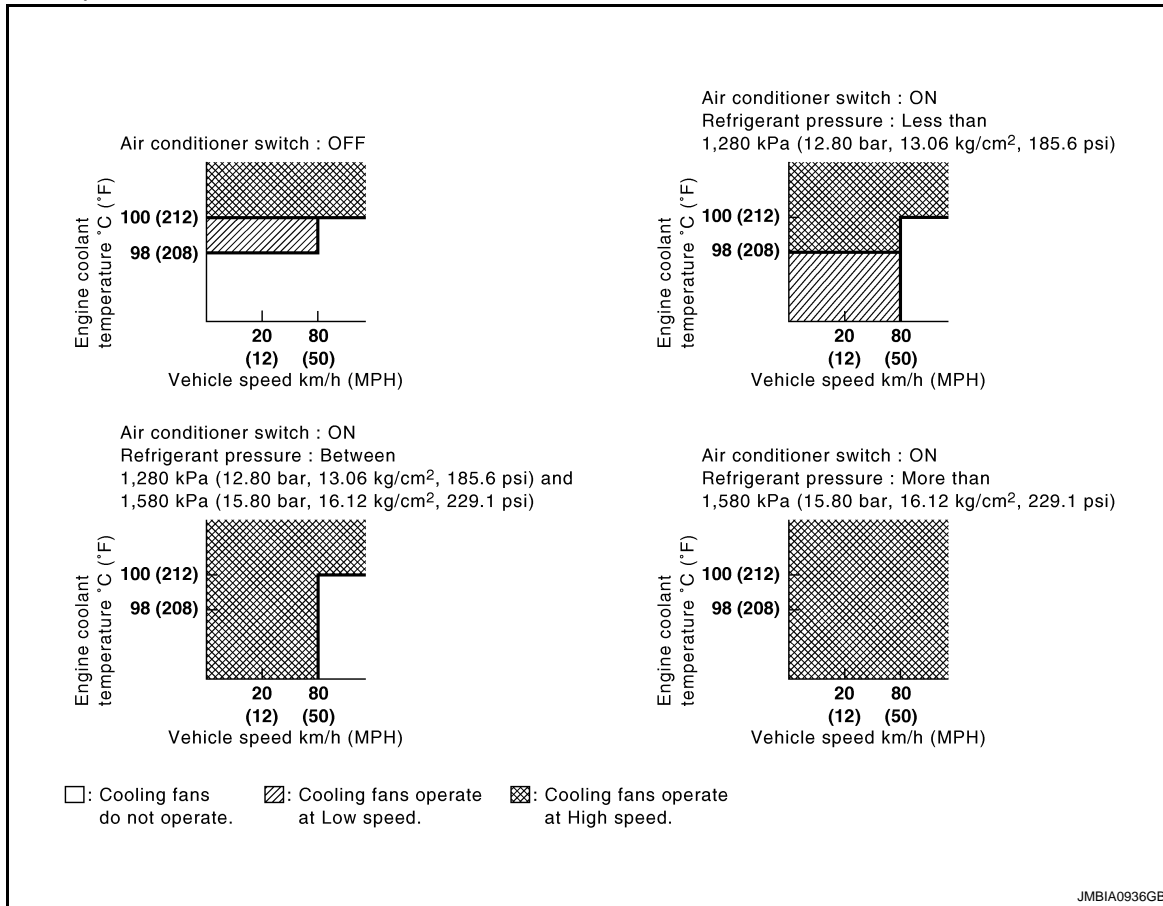 Air conditioner switch : OFF
Engine coolant
temperature °C (°F)
100 (212)
98 (208)
20
(12)
80
(50)
Vehicle speed km/h (MPH)
Air conditioner switch : ON
Refrigerant pressure : Less than
1,280 kPa (12.80 bar, 13.06 kg/cm², 185.6 psi)
Engine coolant
temperature °C (°F)
100 (212)
98 (208)
20
(12)
80
(50)
Vehicle speed km/h (MPH)
Air conditioner switch : ON
Refrigerant pressure : Between
1,280 kPa (12.80 bar, 13.06 kg/cm², 185.6 psi) and
1,580 kPa (15.80 bar, 16.12 kg/cm², 229.1 psi)
Engine coolant
temperature °C (°F)
100 (212)
98 (208)
20
(12)
80
(50)
Vehicle speed km/h (MPH)
Air conditioner switch : ON
Refrigerant pressure : More than
1,580 kPa (15.80 bar, 16.12 kg/cm², 229.1 psi)
Engine coolant
temperature °C (°F)
100 (212)
98 (208)
20
(12)
80
(50)
Vehicle speed km/h (MPH)
: Cooling fans
do not operate.
: Cooling fans operate
at Low speed.
: Cooling fans operate
at High speed.
JMBIA0936GB